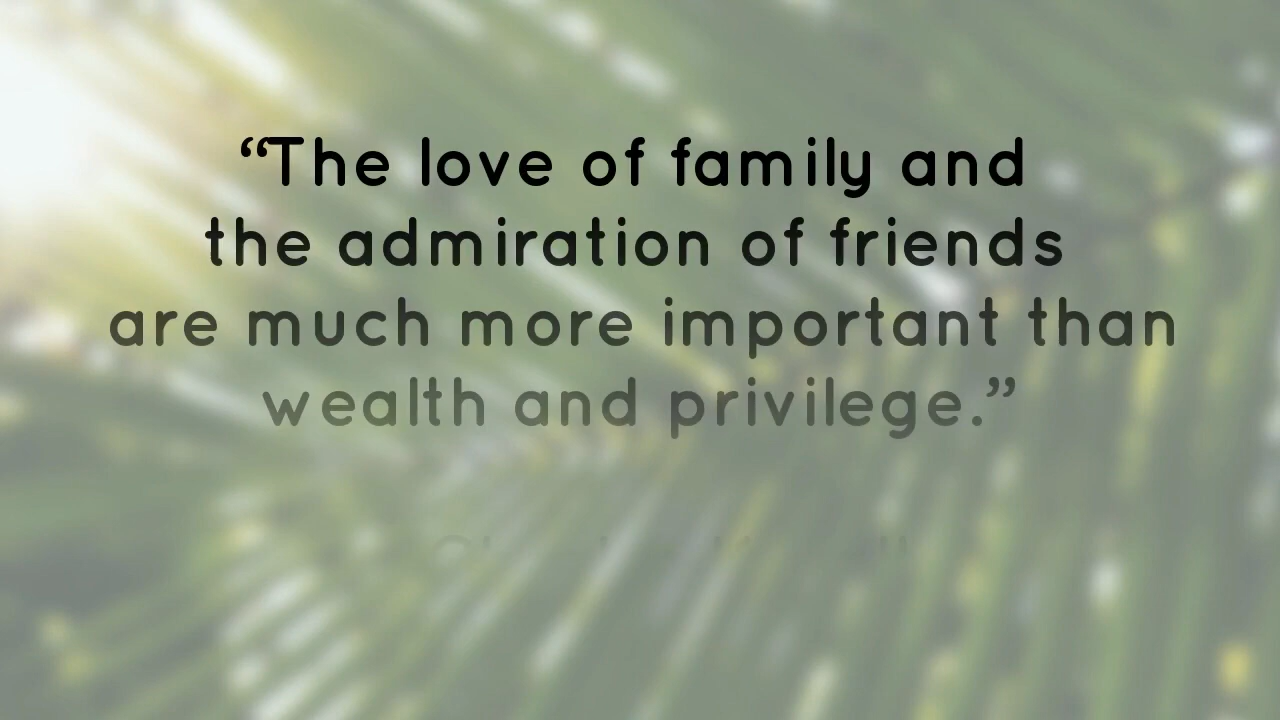 “The love of family and
the admiration of friends
are much more important than
wealth and privilege.”